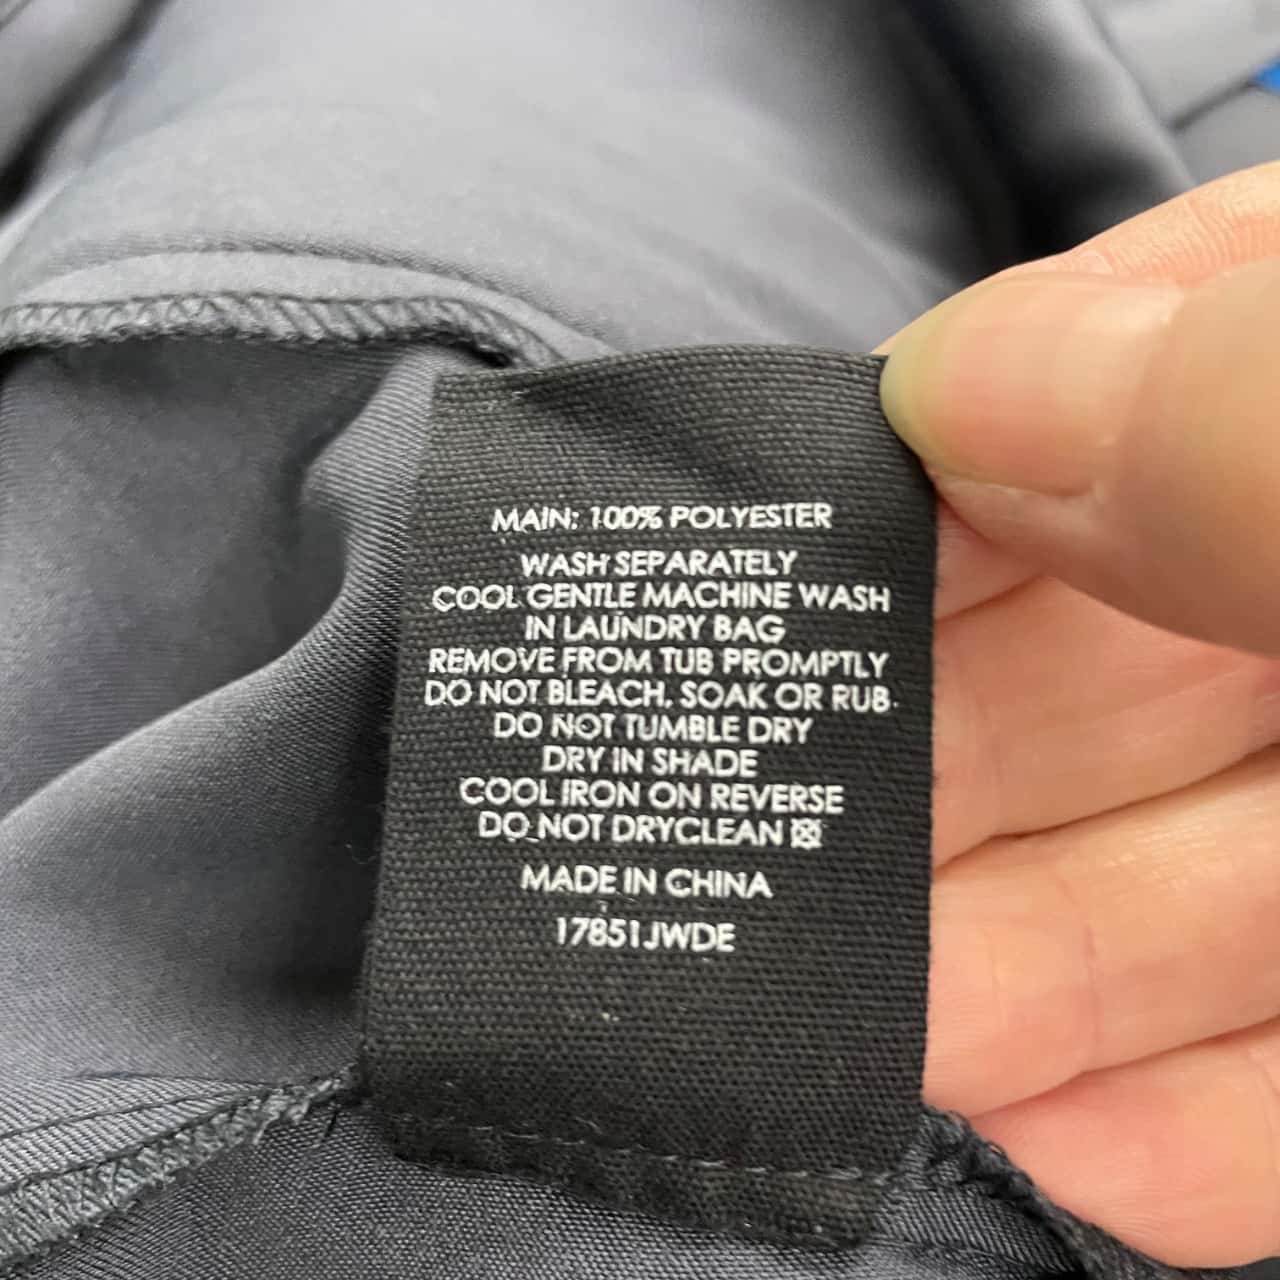 MAIN: 100% POLYESTER
WASH SEPARATELY
COOL GENTLE MACHINE WASH
IN LAUNDRY BAG
REMOVE FROM TUB PROMPTLY
DO NOT BLEACH, SOAK OR RUB.
DO NOT TUMBLE DRY
DRY IN SHADE
COOL IRON ON REVERSE
DO NOT DRYCLEAN
MADE IN CHINA
17851JWDE